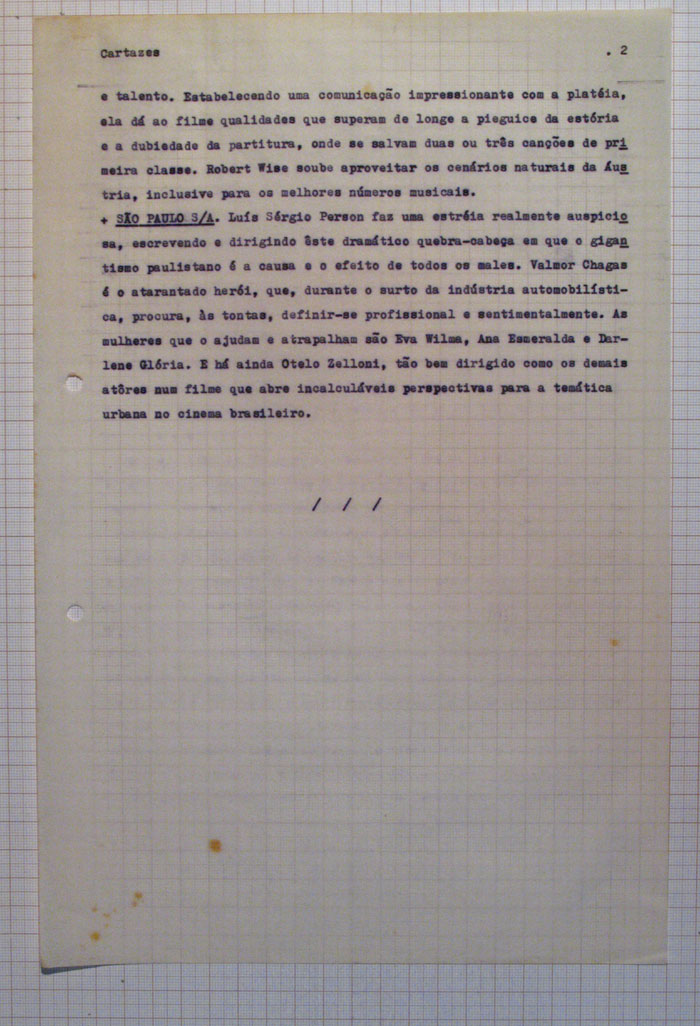 Cartazes . 2
e talento. Estabelecendo uma comunicação impressionante com a platéia,
ela dá ao filme qualidades que superam de longe a pieguice da estória
e a dubiedade da partitura, onde se salvam duas ou três canções de pri
meira classe. Robert Wise soube aproveitar os cenários naturais da Áus
tria, inclusive para os melhores números musicais.
+ SÃO PAULO S/A. Luís Sérgio Person faz uma estréia realmente auspicio
sa, escrevendo e dirigindo êste dramático quebra-cabeça em que o gigan
tismo paulistano é a causa e o efeito de todos os males. Valmor Chagas
é o atarantado herói, que, durante o surto da indústria automobilísti-
ca, procura, às tontas, definir-se profissional e sentimentalmente. As
mulheres que o ajudam e atrapalham são Eva Wilma, Ana Esmeralda e Dar-
lene Glória. E há ainda Otelo Zelloni, tão bem dirigido como os demais
atôres num filme que abre incalculáveis perspectivas para a temática
urbana no cinema brasileiro.
/ / /